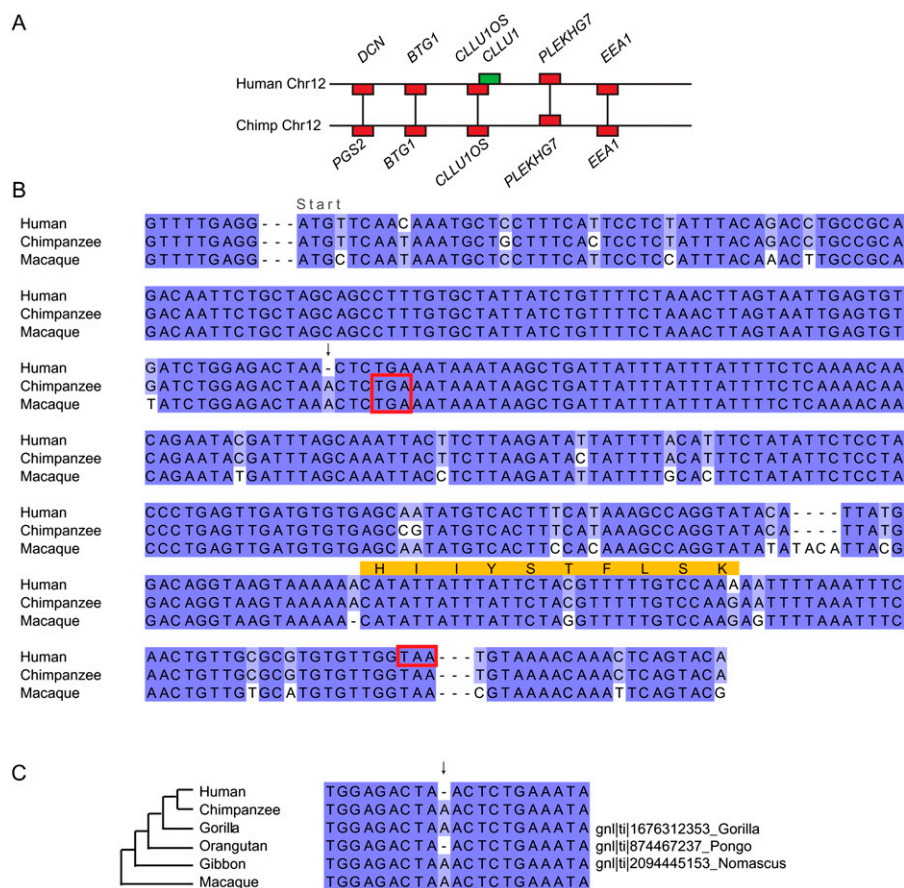 A
DCN BTG1 CLLU1OS CLLU1 PLEKHG7 EEA1
Human Chr12
Chimp Chr12
PGS2 BTG1 CLLU1OS PLEKHG7 EEA1
B
Start
Human GTTTTGAGG---ATGTTCAACAAATGCTCCTTTCATTCCTCTATTTACAGACCTGCCGCA
Chimpanzee GTTTTGAGG---ATGTTCAATAAATGCTGCTTTCACTCCTCTATTTACAGACCTGCCGCA
Macaque GTTTTGAGG---ATGCTCAATAAATGCTCCTTTCATTCCTCCATTTACAAACTTGCCGCA
Human GACAATTCTGCTAGCAGCCTTTGTGCTATTATCTGTTTTCTAAACTTAGTAATTGAGTGT
Chimpanzee GACAATTCTGCTAGCAGCCTTTGTGCTATTATCTGTTTTCTAAACTTAGTAATTGAGTGT
Macaque GACAATTCTGCTAGCAGCCTTTGTGCTATTATCTGTTTTCTAAACTTAGTAATTGAGTGT
↓
Human GATCTGGAGACTAA-CTCTGAAATAAATAAGCTGATTATTTATTTATTTTCTCAAAACAA
Chimpanzee GATCTGGAGACTAAACTCTGAAATAAATAAGCTGATTATTTATTTATTTTCTCAAAACAA
Macaque TATCTGGAGACTAAACTCTGAAATAAATAAGCTGATTATTTATTTATTTTCTCAAAACAA
Human CAGAATACGATTTAGCAAATTACTTCTTAAGATATTATTTTACATTTCTATATTCTCCTA
Chimpanzee CAGAATACGATTTAGCAAATTACTTCTTAAGATACTATTTTACATTTCTATATTCTCCTA
Macaque CAGAATATGATTTAGCAAATTACCTCTTAAGATATTATTTTGCACTTCTATATTCTCCTA
Human CCCTGAGTTGATGTGTGAGCAATATGTCACTTTCATAAAGCCAGGTATACA----TTATG
Chimpanzee CCCTGAGTTGATGTGTGAGCCGTATGTCACTTTCATAAAGCCAGGTATACA----TTATG
Macaque CCCTGAGTTGATGTGTGAGCAATATGTCACTTCCACAAAGCCAGGTATATATACATTACG
H I I Y S T F L S K
Human GACAGGTAAGTAAAAAACATATTATTTATTCTACGTTTTTGTCCAAAAATTTTAAATTTC
Chimpanzee GACAGGTAAGTAAAAAACATATTATTTATTCTACGTTTTTGTCCAAGAATTTTAAATTTC
Macaque GACAGGTAAGTAAAAA-CATATTATTTATTCTAGGTTTTTGTCCAAGAGTTTTAAATTTC
Human AACTGTTGCGCGTGTGTTGGTAA---TGTAAAACAAACTCAGTACA
Chimpanzee AACTGTTGCGCGTGTGTTGGTAA---TGTAAAACAAACTCAGTACA
Macaque AACTGTTGTGCATGTGTTGGTAA---CGTAAAACAAATTCAGTACG
C
↓
Human TGGAGACTA-ACTCTGAAATA
Chimpanzee TGGAGACTAAACTCTGAAATA
Gorilla TGGAGACTAAACTCTGAAATA gnl|ti|1676312353_Gorilla
Orangutan TGGAGACTA-ACTCTGAAATA gnl|ti|874467237_Pongo
Gibbon TGGAGACTAAACTCTGAAATA gnl|ti|2094445153_Nomascus
Macaque TGGAGACTAAACTCTGAAATA